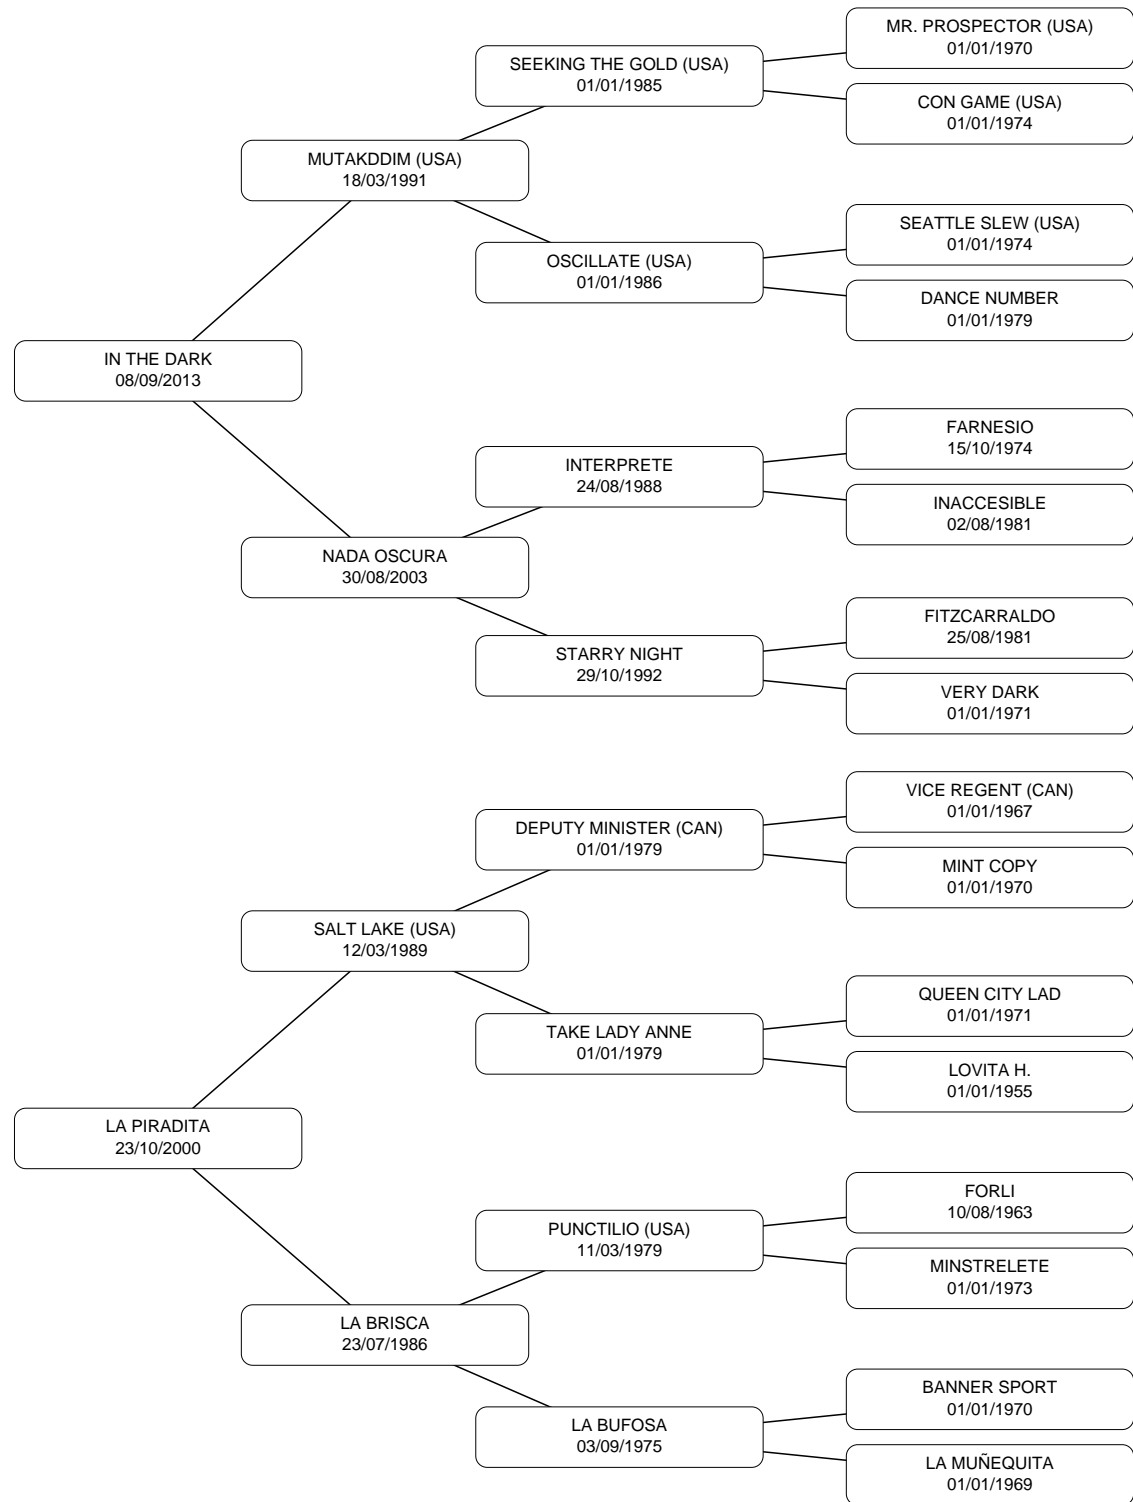 MR. PROSPECTOR (USA)
01/01/1970
SEEKING THE GOLD (USA)
01/01/1985
CON GAME (USA)
01/01/1974
MUTAKDDIM (USA)
18/03/1991
SEATTLE SLEW (USA)
01/01/1974
OSCILLATE (USA)
01/01/1986
DANCE NUMBER
01/01/1979
IN THE DARK
08/09/2013
FARNESIO
15/10/1974
INTERPRETE
24/08/1988
INACCESIBLE
02/08/1981
NADA OSCURA
30/08/2003
FITZCARRALDO
25/08/1981
STARRY NIGHT
29/10/1992
VERY DARK
01/01/1971
VICE REGENT (CAN)
01/01/1967
DEPUTY MINISTER (CAN)
01/01/1979
MINT COPY
01/01/1970
SALT LAKE (USA)
12/03/1989
QUEEN CITY LAD
01/01/1971
TAKE LADY ANNE
01/01/1979
LOVITA H.
01/01/1955
LA PIRADITA
23/10/2000
FORLI
10/08/1963
PUNCTILIO (USA)
11/03/1979
MINSTRELETE
01/01/1973
LA BRISCA
23/07/1986
BANNER SPORT
01/01/1970
LA BUFOSA
03/09/1975
LA MUÑEQUITA
01/01/1969